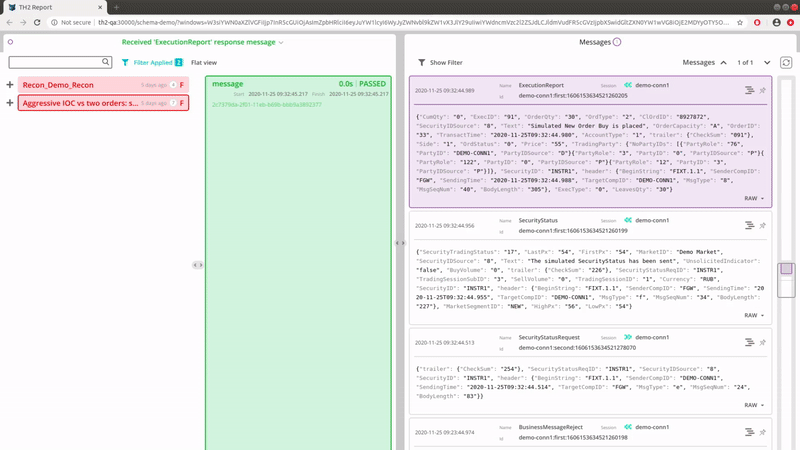 TH2 Report
Not secure
th2-qa:30000/schema-demo/?windows=W3siYWN0aXZlVGFiIjp7InR5cGUiOjAsImZpbHRlciI6eyJuYW1lcyI6WyJyZWNvbl9kZW1vX3JlY29uIiwiYWdncmVzc2l2ZSJdLCJldmVudFR5cGVzIjpbXSwidGltZXN0YW1wVG8iOjE2MDYyOTY5O...
Received 'ExecutionReport' response message
Messages
Filter Applied 2
Flat view
Show Filter
Messages
1 of 1
Recon_Demo_Recon
5 days ago
F
Aggressive IOC vs two orders: s...
5 days ago
F
message
0.0s | PASSED
Start 2020-11-25 09:32:45.217 Finish 2020-11-25 09:32:45.217
2020-11-25 09:32:44.989
Name ExecutionReport Session demo-conn1
Id demo-conn1:first:1606153634521260205
{"CumQty": "0", "ExecID": "91", "OrderQty": "30", "OrdType": "2", "ClOrdID": "8927872",
"SecurityIDSource": "8", "Text": "Simulated New Order Buy is placed", "OrderCapacity": "A", "OrderID":
"33", "TransactTime": "2020-11-25T09:32:44.980", "AccountType": "1", "trailer": {"CheckSum": "091"},
"Side": "1", "OrdStatus": "0", "Price": "55", "TradingParty": {"NoPartyIDs": [{"PartyRole": "76",
"PartyID": "DEMO-CONN1", "PartyIDSource": "D"}{"PartyRole": "3", "PartyID": "0", "PartyIDSource": "P"}{
"PartyRole": "122", "PartyID": "0", "PartyIDSource": "P"}{"PartyRole": "12", "PartyID": "3",
"PartyIDSource": "P"}]}, "SecurityID": "INSTR1", "header": {"BeginString": "FIXT.1.1", "SenderCompID":
"FGW", "SendingTime": "2020-11-25T09:32:44.988", "TargetCompID": "DEMO-CONN1", "MsgType": "8",
"MsgSeqNum": "40", "BodyLength": "305"}, "ExecType": "0", "LeavesQty": "30"}
RAW
2020-11-25 09:32:44.956
Name SecurityStatus Session demo-conn1
Id demo-conn1:first:1606153634521260199
{"SecurityTradingStatus": "17", "LastPx": "54", "FirstPx": "54", "MarketID": "Demo Market",
"SecurityIDSource": "8", "Text": "The simulated SecurityStatus has been sent", "UnsolicitedIndicator":
"false", "BuyVolume": "0", "trailer": {"CheckSum": "226"}, "SecurityStatusReqID": "INSTR1",
"TradingSessionSubID": "3", "SellVolume": "0", "TradingSessionID": "1", "Currency": "RUB",
"SecurityID": "INSTR1", "header": {"BeginString": "FIXT.1.1", "SenderCompID": "FGW", "SendingTime": "20
20-11-25T09:32:44.955", "TargetCompID": "DEMO-CONN1", "MsgType": "f", "MsgSeqNum": "34", "BodyLength":
"227"}, "MarketSegmentID": "NEW", "HighPx": "56", "LowPx": "54"}
RAW
2020-11-25 09:32:44.513
Name SecurityStatusRequest Session demo-conn1
Id demo-conn1:second:1606153634521278070
{"trailer": {"CheckSum": "254"}, "SecurityStatusReqID": "INSTR1", "SecurityIDSource": "8",
"SecurityID": "INSTR1", "header": {"BeginString": "FIXT.1.1", "SenderCompID": "DEMO-CONN1",
"SendingTime": "2020-11-25T09:32:44.514", "TargetCompID": "FGW", "MsgType": "e", "MsgSeqNum": "24",
"BodyLength": "83"}}
RAW
2020-11-25 09:23:44.974
Name BusinessMessageReject Session demo-conn1
Id demo-conn1:first:1606153634521260198